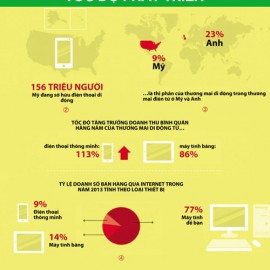 23%
Anh
9%
Mỹ
156 TRIỆU NGƯỜI
Mỹ đang sở hữu điện thoại di
động
...là thị phần của thương mại di động trong thương
mại điện tử ở Mỹ và Anh
TỐC ĐỘ TĂNG TRƯỞNG DOANH THU BÌNH QUÂN
HÀNG NĂM CỦA THƯƠNG MẠI DI ĐỘNG TỪ...
điện thoại thông minh:
113%
máy tính bảng:
86%
TỶ LỆ DOANH SỐ BÁN HÀNG QUA INTERNET TRONG
NĂM 2013 TÍNH THEO LOẠI THIẾT BỊ
9%
Điện thoại
thông minh
77%
Máy tính
để bàn
14%
Máy tính bảng